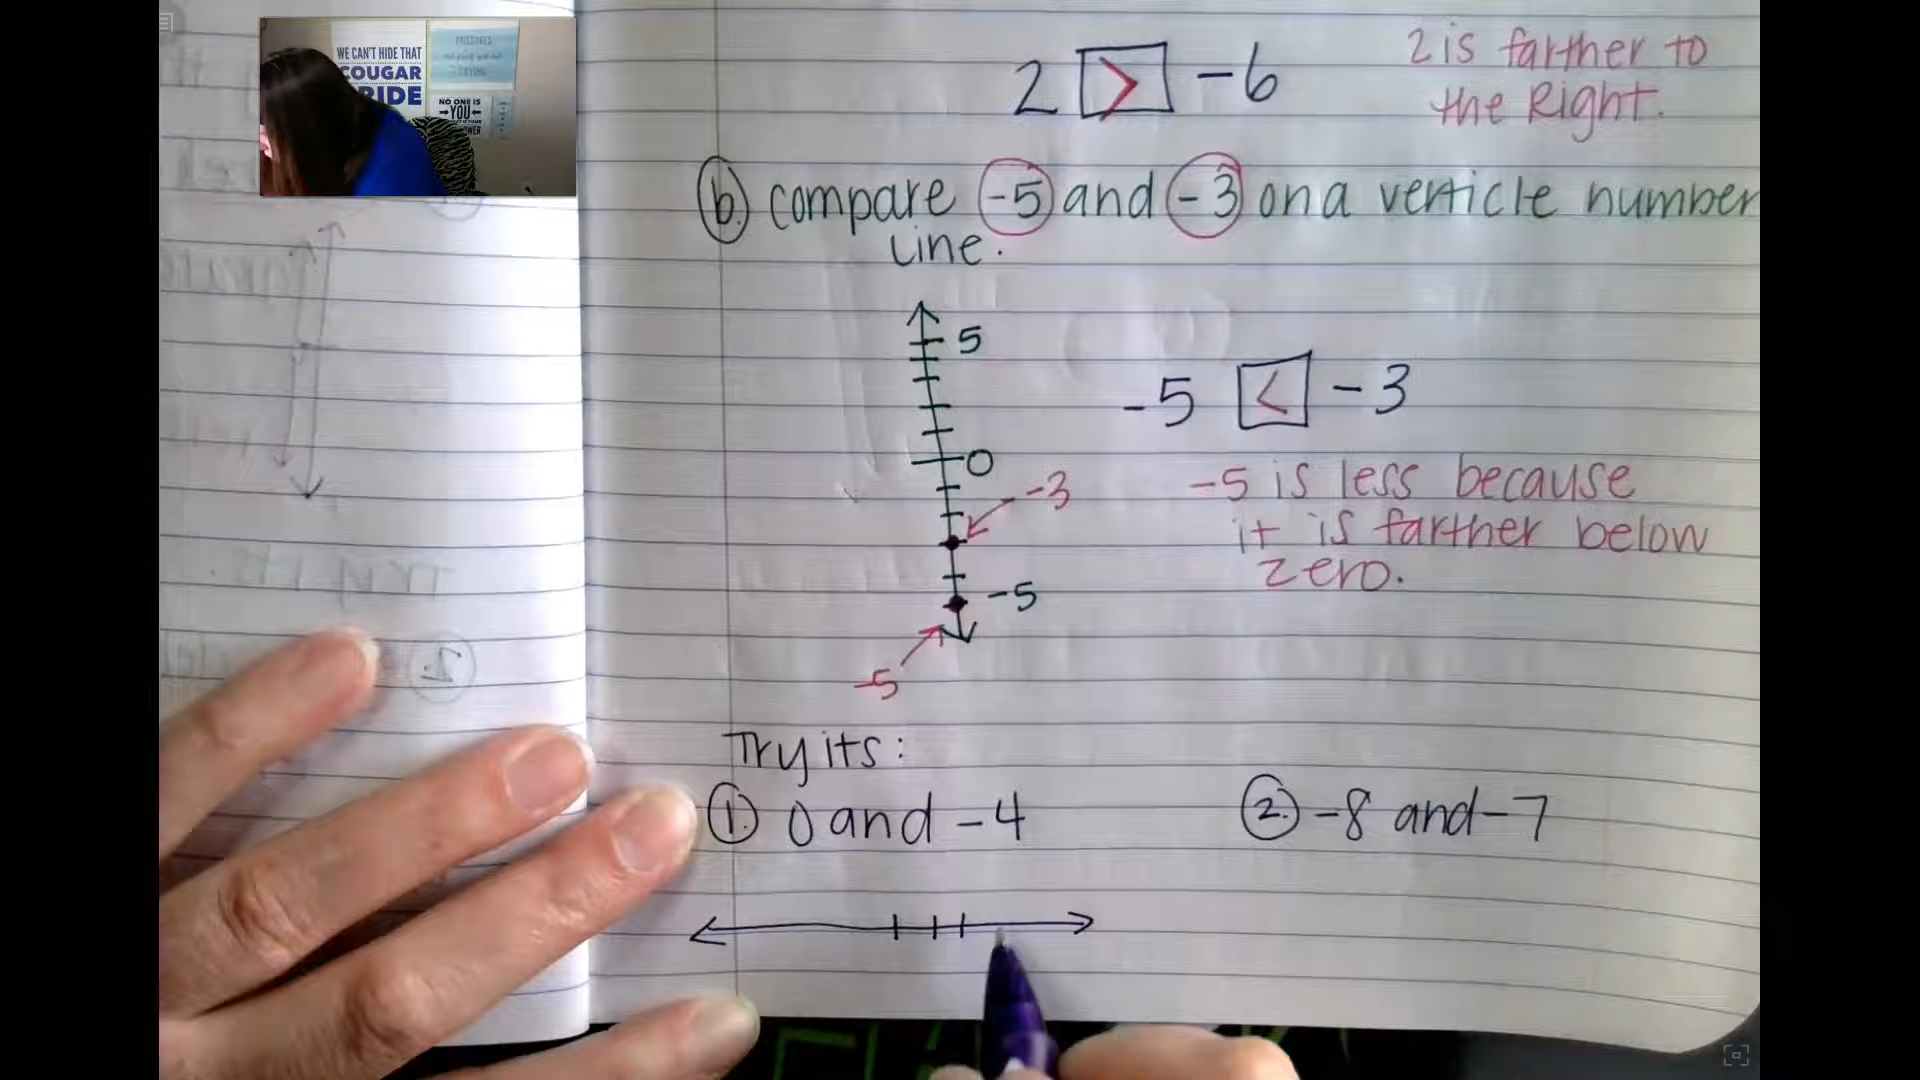 WE CAN'T HIDE THAT
COUGAR
PRIDE
MISTAKES
TRYING
NO ONE IS
YOU
2 > -6
2 is farther to
the Right.
b. compare -5 and -3 on a verticle number
Line.
5
0
-3
-5
-5
-5 < -3
-5 is less because
it is farther below
zero.
Try its:
1. 0 and -4
2. -8 and -7